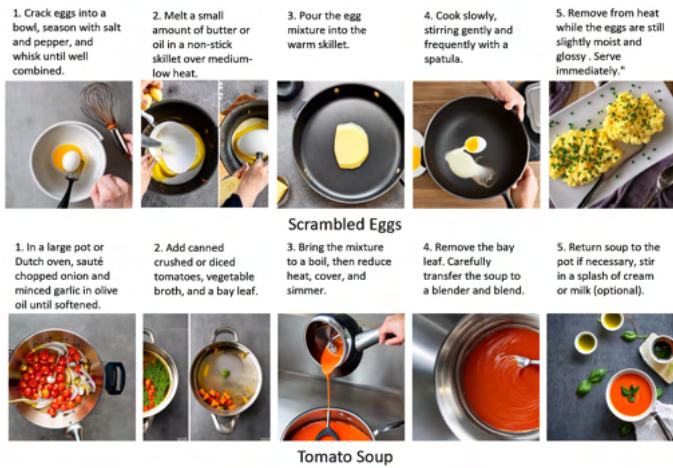 1. Crack eggs into a
bowl, season with salt
and pepper, and
whisk until well
combined.
2. Melt a small
amount of butter or
oil in a non-stick
skillet over medium-
low heat.
3. Pour the egg
mixture into the
warm skillet.
4. Cook slowly,
stirring gently and
frequently with a
spatula.
5. Remove from heat
while the eggs are still
slightly moist and
glossy . Serve
immediately."
Scrambled Eggs
1. In a large pot or
Dutch oven, sauté
chopped onion and
minced garlic in olive
oil until softened.
2. Add canned
crushed or diced
tomatoes, vegetable
broth, and a bay leaf.
3. Bring the mixture
to a boil, then reduce
heat, cover, and
simmer.
4. Remove the bay
leaf. Carefully
transfer the soup to
a blender and blend.
5. Return soup to the
pot if necessary, stir
in a splash of cream
or milk (optional).
Tomato Soup